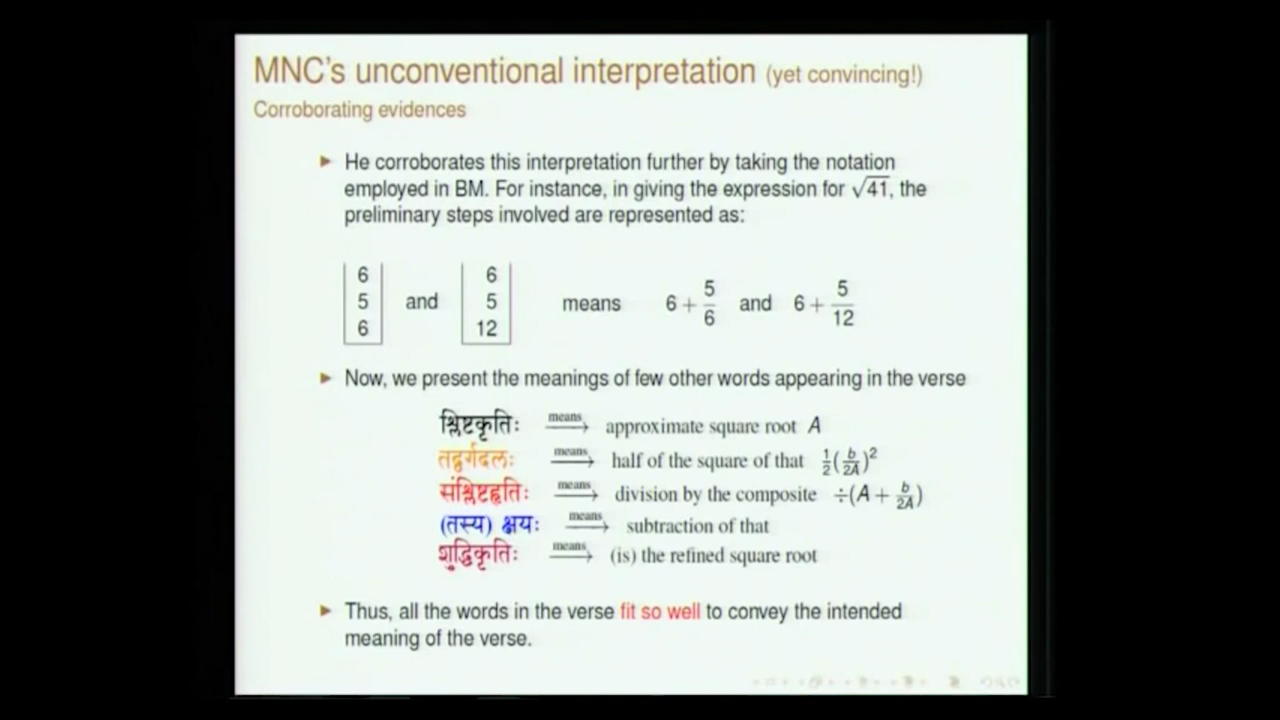 MNC's unconventional interpretation (yet convincing!)
Corroborating evidences
► He corroborates this interpretation further by taking the notation
employed in BM. For instance, in giving the expression for √41, the
preliminary steps involved are represented as:
6 5 6 and 6 5 12 means 6 + 5/6 and 6 + 5/12
► Now, we present the meanings of few other words appearing in the verse
श्लिष्टकृतिः means→ approximate square root A
तद्वर्गदलः means→ half of the square of that ½(b/2A)²
संश्लिष्टहृतिः means→ division by the composite ÷(A + b/2A)
(तस्य) क्षयः means→ subtraction of that
शुद्धिकृतिः means→ (is) the refined square root
► Thus, all the words in the verse fit so well to convey the intended
meaning of the verse.